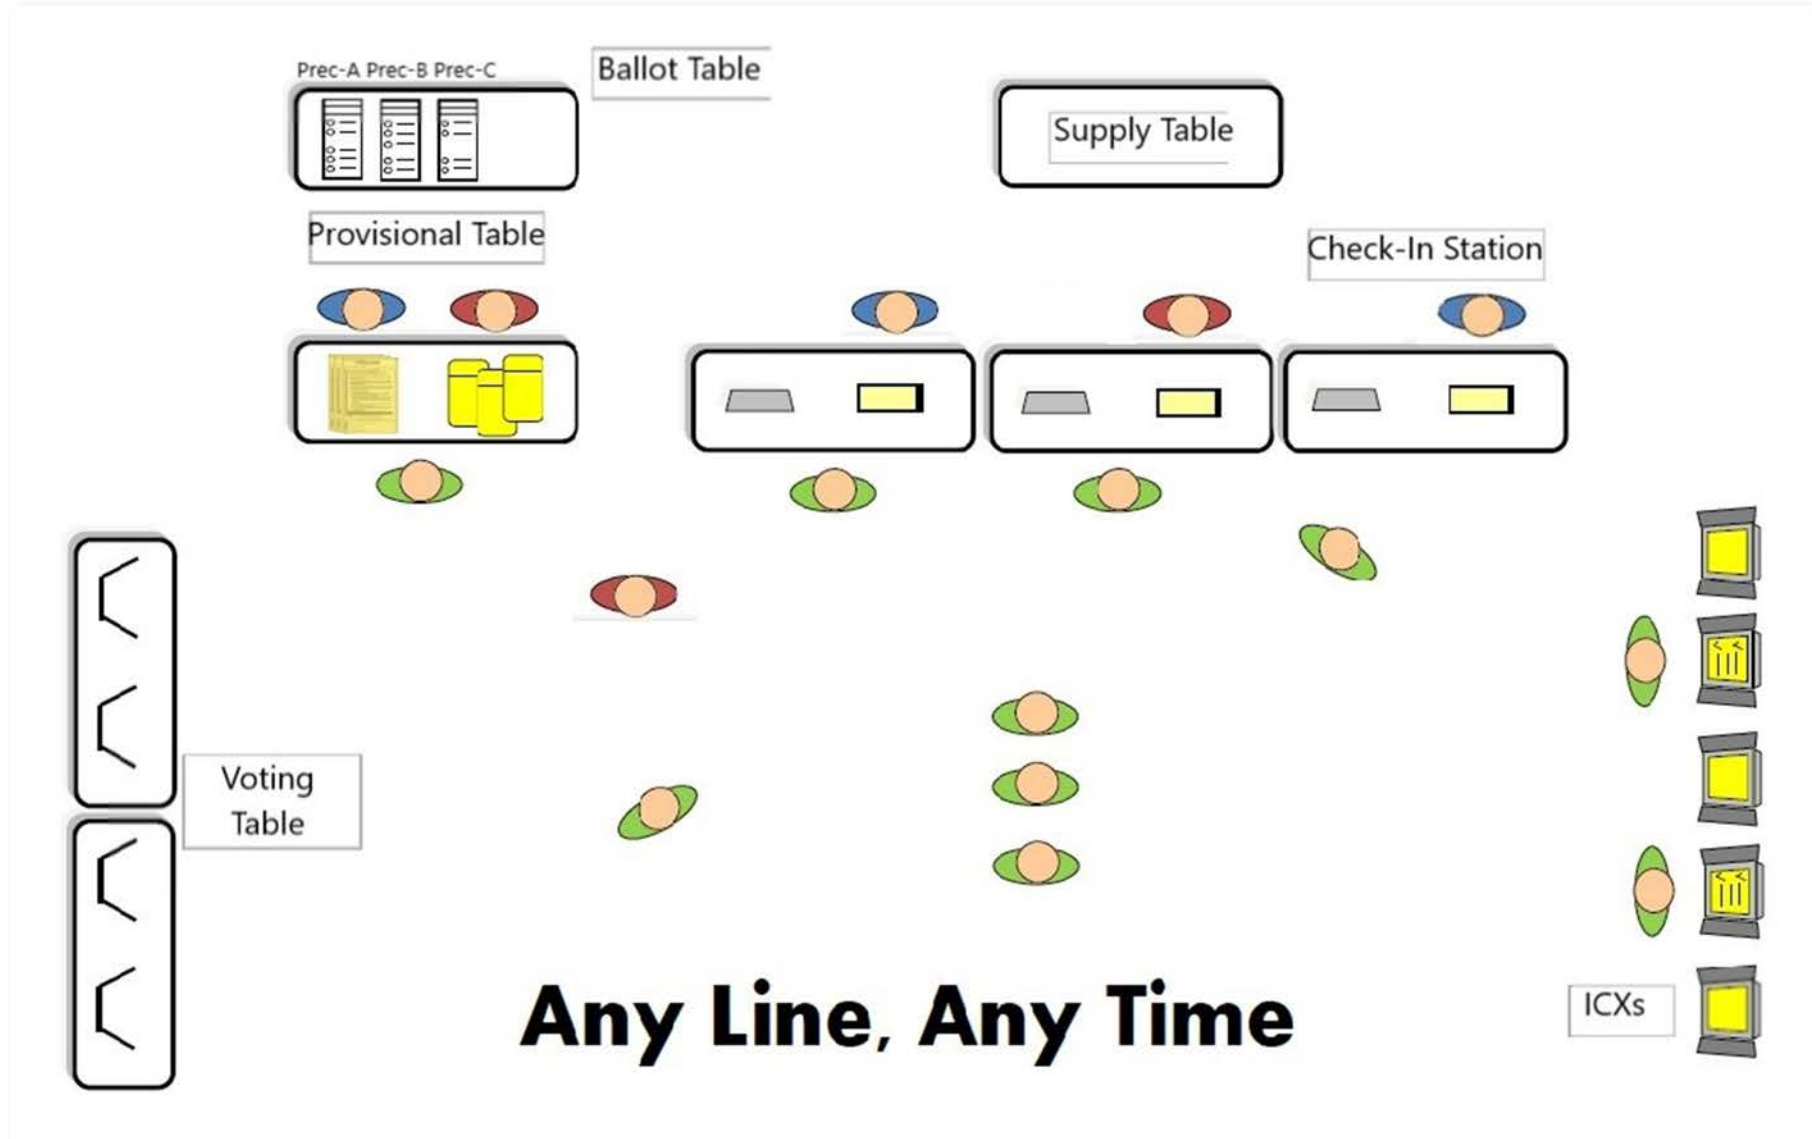 Prec-A Prec-B Prec-C
Ballot Table
Supply Table
Provisional Table
Check-In Station
Voting
Table
Any Line, Any Time
ICXs